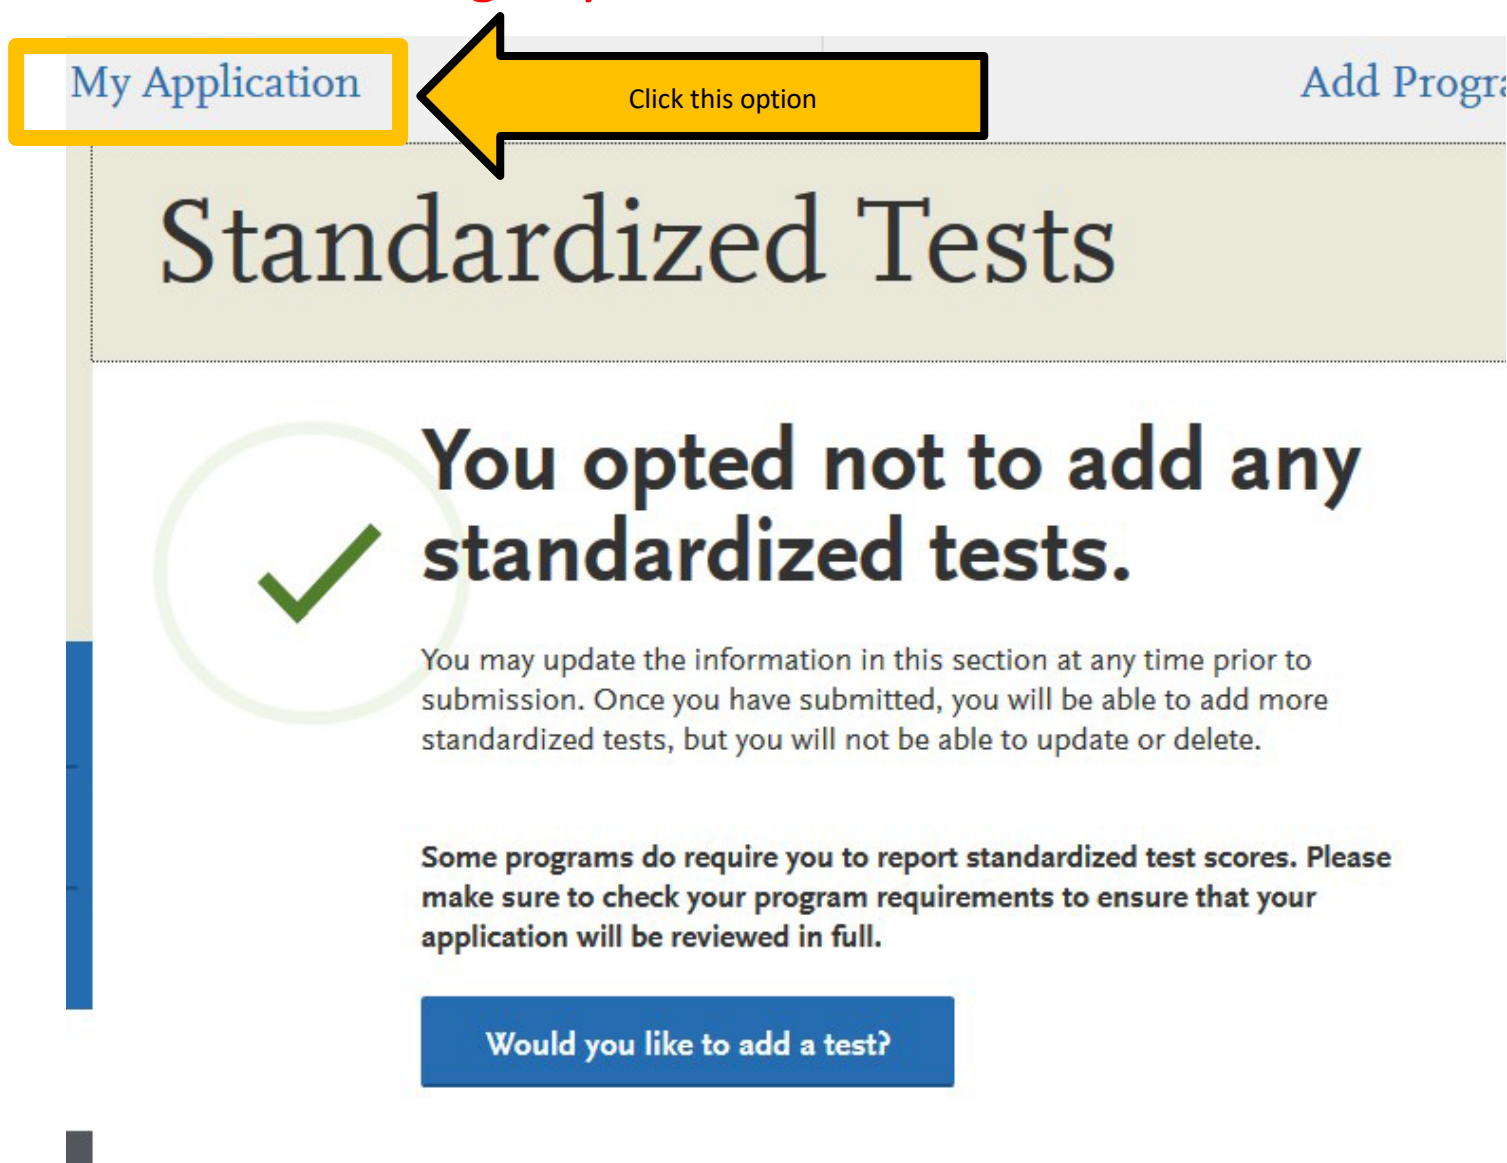 My Application
Click this option
Add
Standardized Tests
You opted not to add any
standardized tests.
You may update the information in this section at any time prior to
submission. Once you have submitted, you will be able to add more
standardized tests, but you will not be able to update or delete.
Some programs do require you to report standardized test scores. Please
make sure to check your program requirements to ensure that your
application will be reviewed in full.
Would you like to add a test?